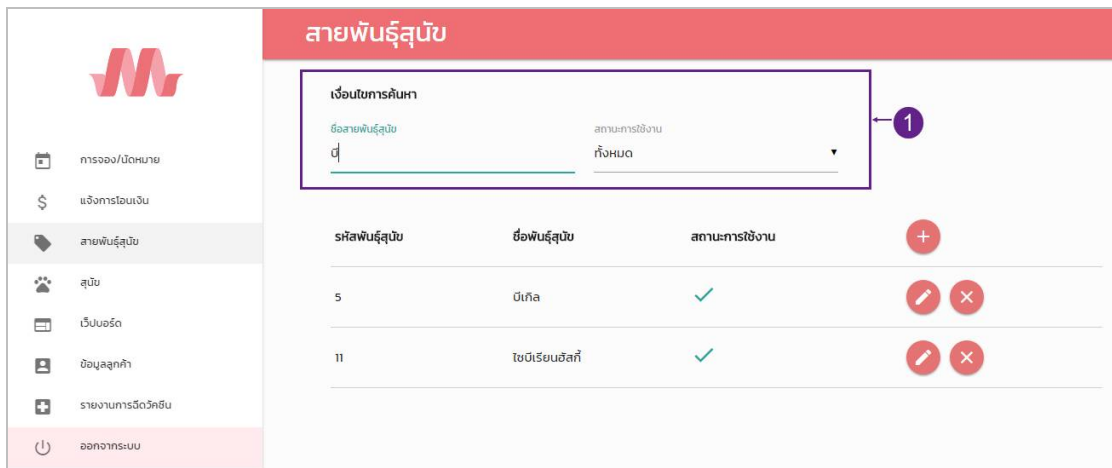 สายพันธุ์สุนัข
เงื่อนไขการค้นหา
ชื่อสายพันธุ์สุนัข สถานะการใช้งาน
บี ทั้งหมด
1
การจอง/นัดหมาย
แจ้งการโอนเงิน
สายพันธุ์สุนัข
สุนัข
เว็ปบอร์ด
ข้อมูลลูกค้า
รายงานการฉีดวัคซีน
ออกจากระบบ
รหัสพันธุ์สุนัข ชื่อพันธุ์สุนัข สถานะการใช้งาน
5 บีเกิล
11 ไซบีเรียนฮัสกี้